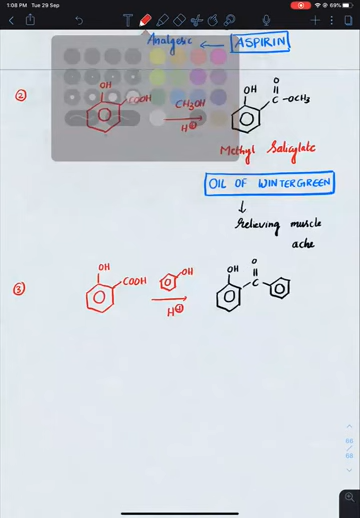 1:08 PM Tue 29 Sep
Analgesic ← ASPIRIN
②
OH
COOH
CH₃OH
H⊕
OH
O
C
-OCH₃
Methyl Salicylate
OIL OF WINTERGREEN
Relieving muscle
ache
③
OH
COOH
OH
H⊕
OH
O
C
66
/
68